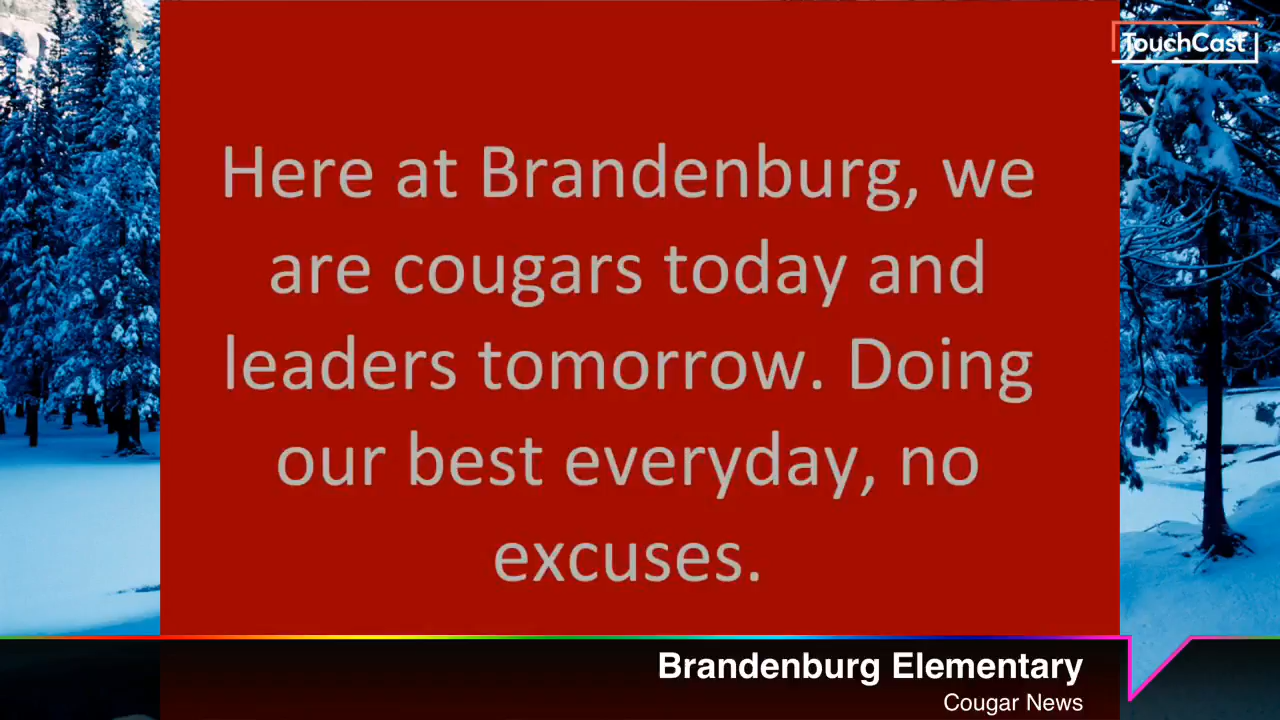 TouchCast
Here at Brandenburg, we
are cougars today and
leaders tomorrow. Doing
our best everyday, no
excuses.
Brandenburg Elementary
Cougar News